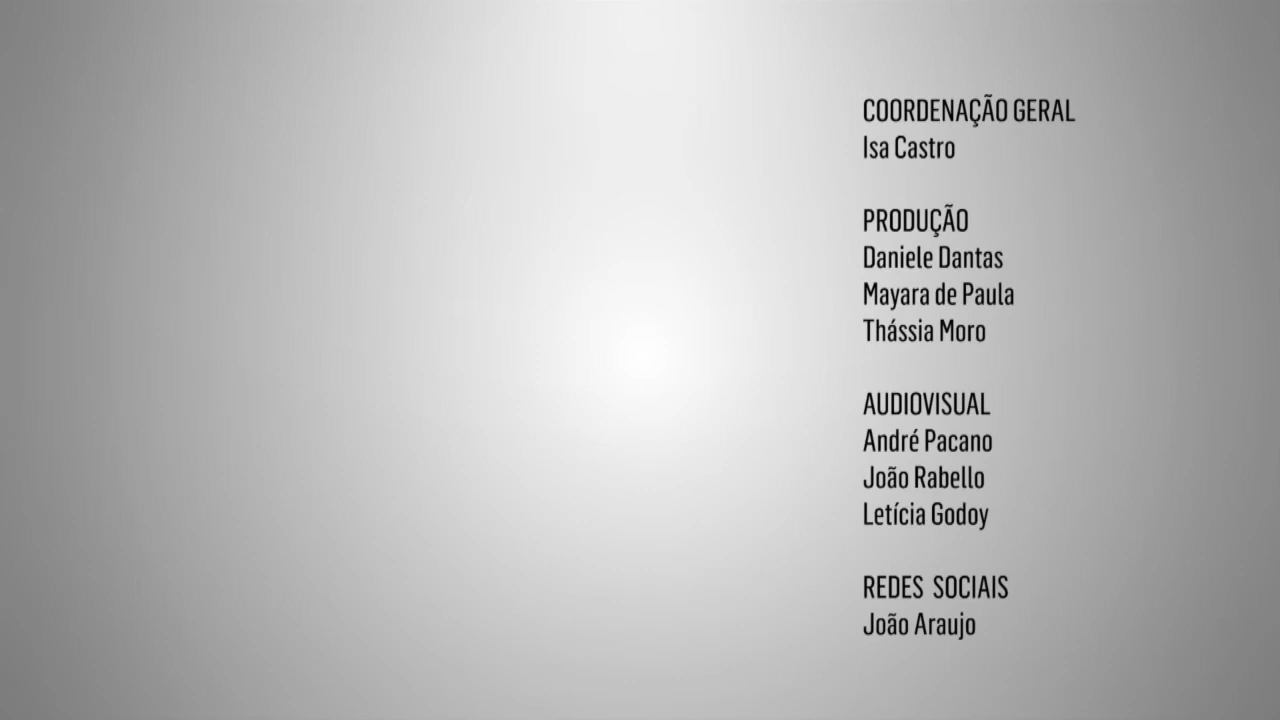 COORDENAÇÃO GERAL
Isa Castro
PRODUÇÃO
Daniele Dantas
Mayara de Paula
Thássia Moro
AUDIOVISUAL
André Pacano
João Rabello
Letícia Godoy
REDES SOCIAIS
João Araujo